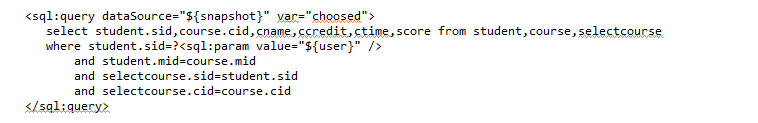 <sql:query dataSource="${snapshot}" var="choosed">
select student.sid,course.cid,cname,ccredit,ctime,score from student,course,selectcourse
where student.sid=?<sql:param value="${user}" />
and student.mid=course.mid
and selectcourse.sid=student.sid
and selectcourse.cid=course.cid
</sql:query>